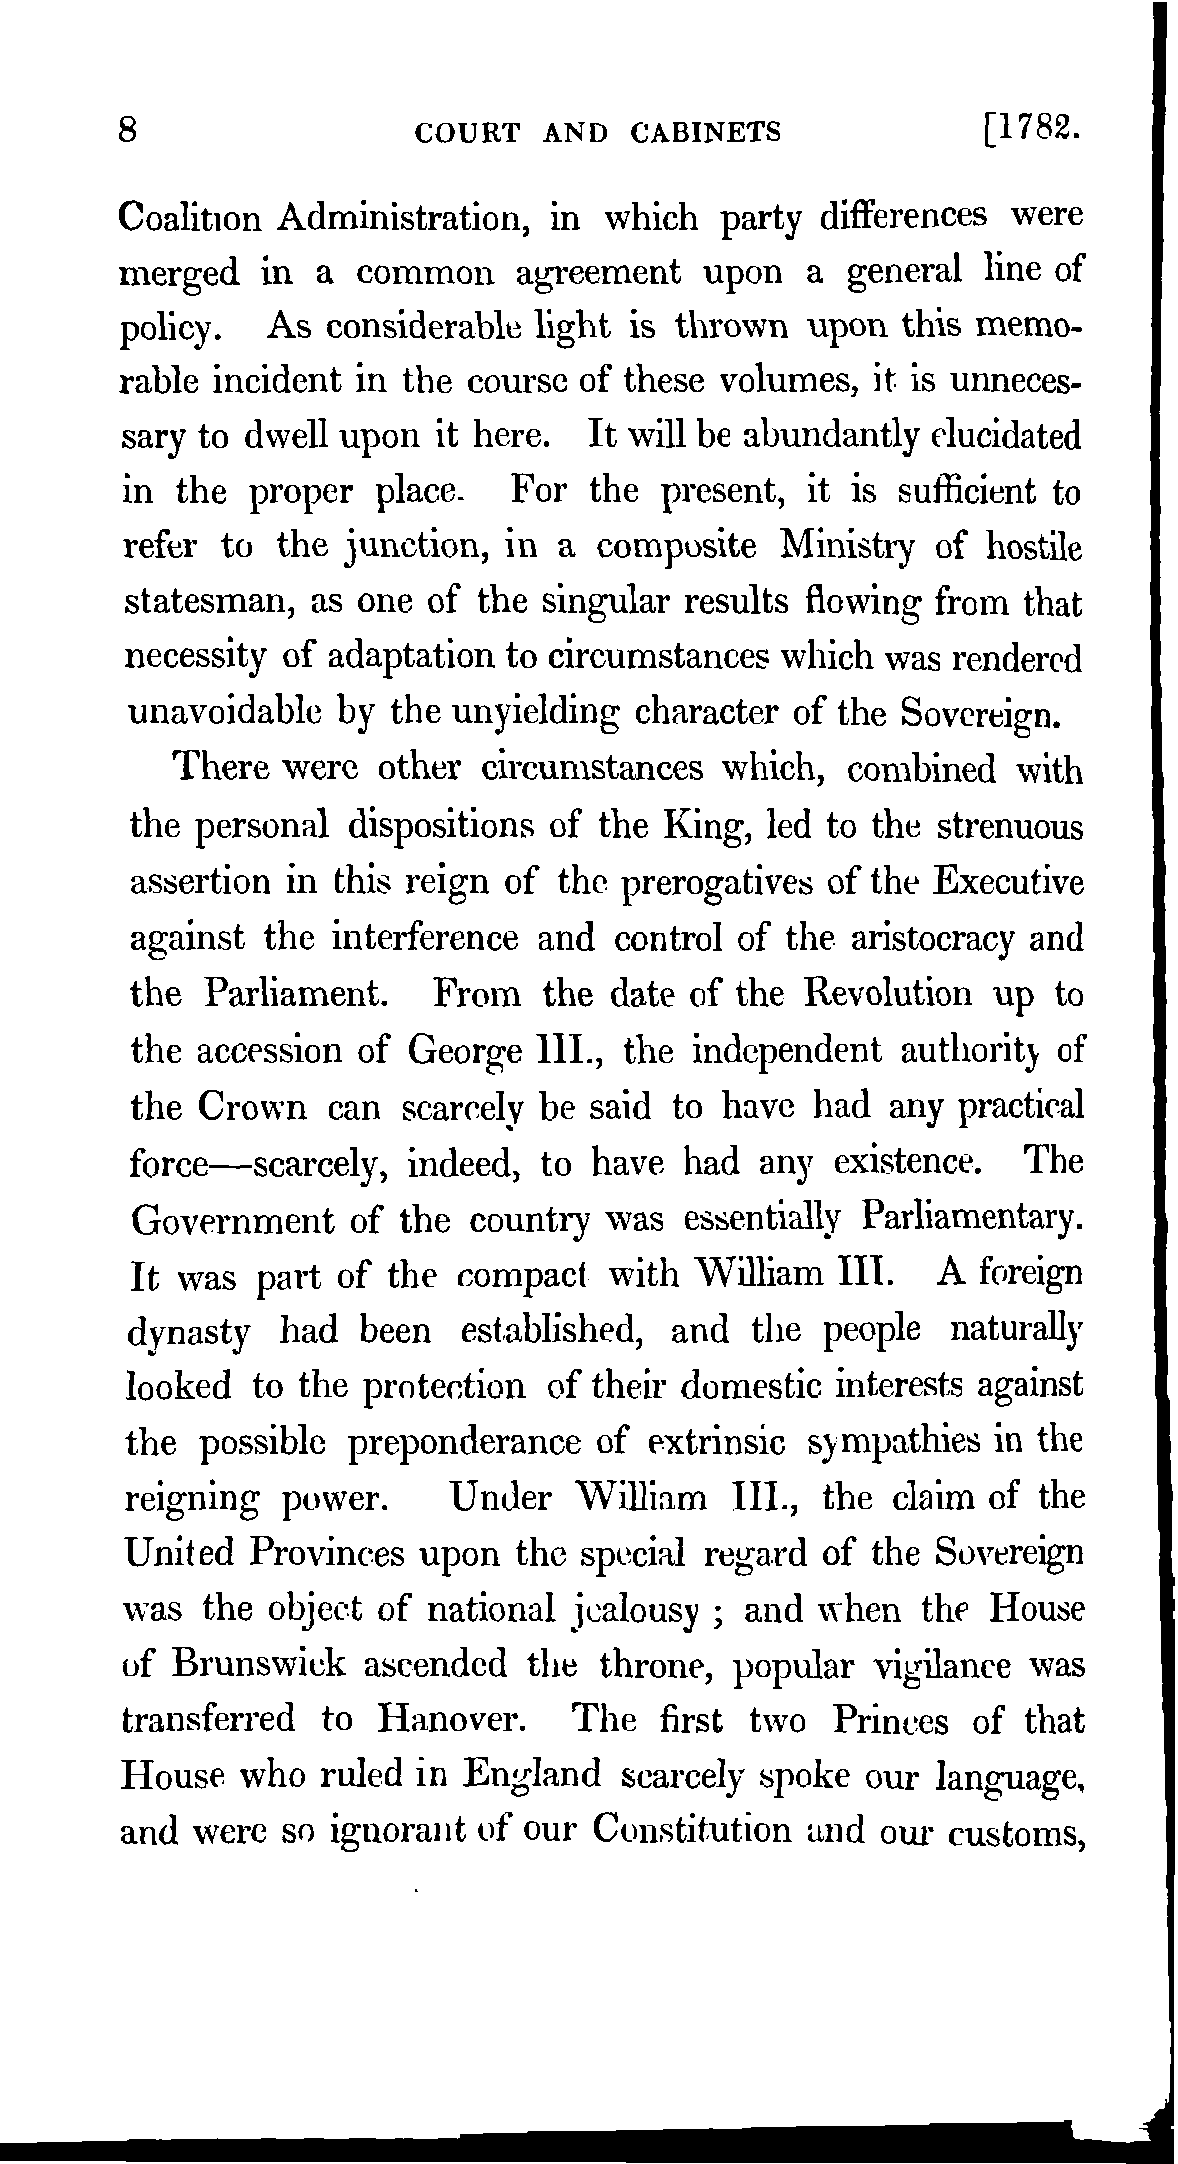 8 COURT AND CABINETS [1782.
Coalition Administration, in which party differences were
merged in a common agreement upon a general line of
policy. As considerable light is thrown upon this memo-
rable incident in the course of these volumes, it is unneces-
sary to dwell upon it here. It will be abundantly elucidated
in the proper place. For the present, it is sufficient to
refer to the junction, in a composite Ministry of hostile
statesman, as one of the singular results flowing from that
necessity of adaptation to circumstances which was rendered
unavoidable by the unyielding character of the Sovereign.
There were other circumstances which, combined with
the personal dispositions of the King, led to the strenuous
assertion in this reign of the prerogatives of the Executive
against the interference and control of the aristocracy and
the Parliament. From the date of the Revolution up to
the accession of George III., the independent authority of
the Crown can scarcely be said to have had any practical
force—scarcely, indeed, to have had any existence. The
Government of the country was essentially Parliamentary.
It was part of the compact with William III. A foreign
dynasty had been established, and the people naturally
looked to the protection of their domestic interests against
the possible preponderance of extrinsic sympathies in the
reigning power. Under William III., the claim of the
United Provinces upon the special regard of the Sovereign
was the object of national jealousy ; and when the House
of Brunswick ascended the throne, popular vigilance was
transferred to Hanover. The first two Princes of that
House who ruled in England scarcely spoke our language,
and were so ignorant of our Constitution and our customs,